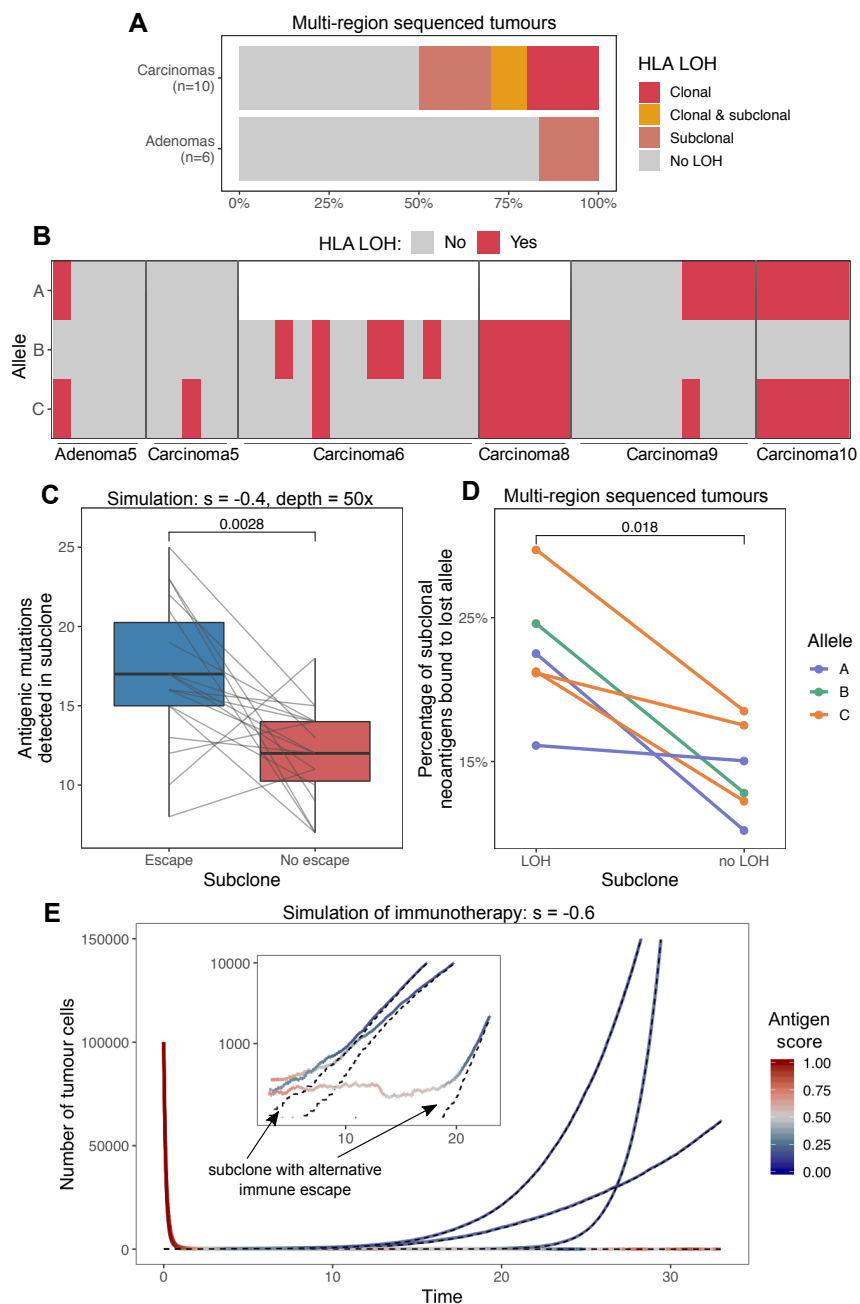 A
Multi-region sequenced tumours
Carcinomas
(n=10)
Adenomas
(n=6)
0%
25%
50%
75%
100%
HLA LOH
Clonal
Clonal & subclonal
Subclonal
No LOH
B
HLA LOH:
No
Yes
Allele
A
B
C
Adenoma5
Carcinoma5
Carcinoma6
Carcinoma8
Carcinoma9
Carcinoma10
C
Simulation: s = -0.4, depth = 50x
0.0028
Antigenic mutations
detected in subclone
25
20
15
10
Escape
No escape
Subclone
D
Multi-region sequenced tumours
0.018
Percentage of subclonal
neoantigens bound to lost allele
25%
15%
LOH
no LOH
Subclone
Allele
A
B
C
E
Simulation of immunotherapy: s = -0.6
Number of tumour cells
150000
100000
50000
0
10000
1000
10
20
subclone with alternative
immune escape
0
10
20
30
Time
Antigen
score
1.00
0.75
0.50
0.25
0.00